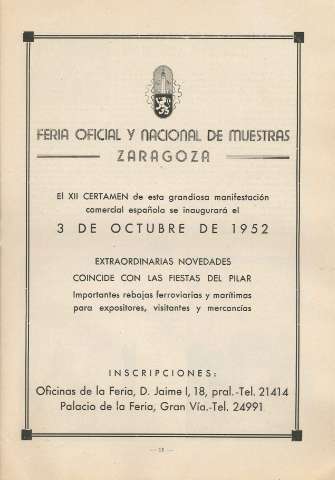 FERIA OFICIAL Y NACIONAL DE MUESTRAS
ZARAGOZA
El XII CERTAMEN de esta grandiosa manifestación
comercial española se inaugurará el
3 DE OCTUBRE DE 1952
EXTRAORDINARIAS NOVEDADES
COINCIDE CON LAS FIESTAS DEL PILAR
Importantes rebajas ferroviarias y marítimas
para expositores, visitantes y mercancías
INSCRIPCIONES:
Oficinas de la Feria, D. Jaime I, 18, pral.-Tel. 21414
Palacio de la Feria, Gran Vía.-Tel. 24991